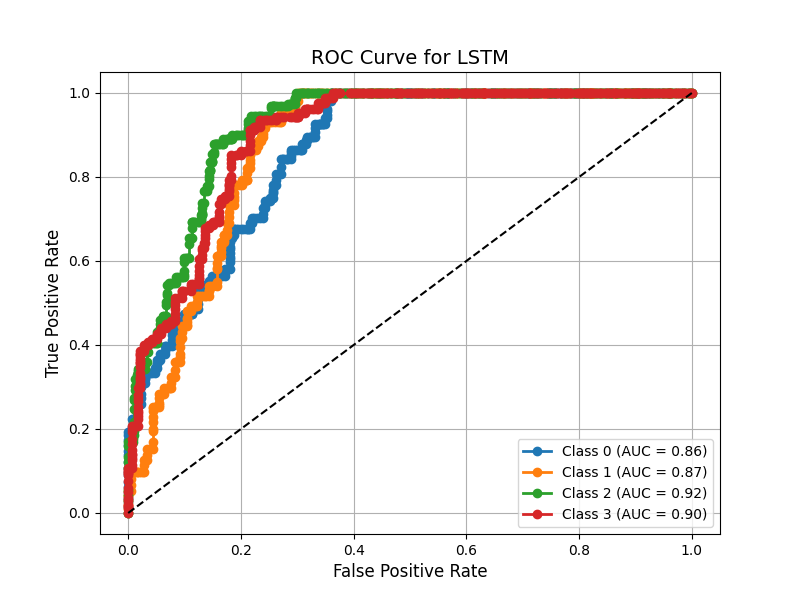 ROC Curve for LSTM
True Positive Rate
1.0
0.8
0.6
0.4
0.2
0.0
0.0 0.2 0.4 0.6 0.8 1.0
False Positive Rate
Class 0 (AUC = 0.86)
Class 1 (AUC = 0.87)
Class 2 (AUC = 0.92)
Class 3 (AUC = 0.90)